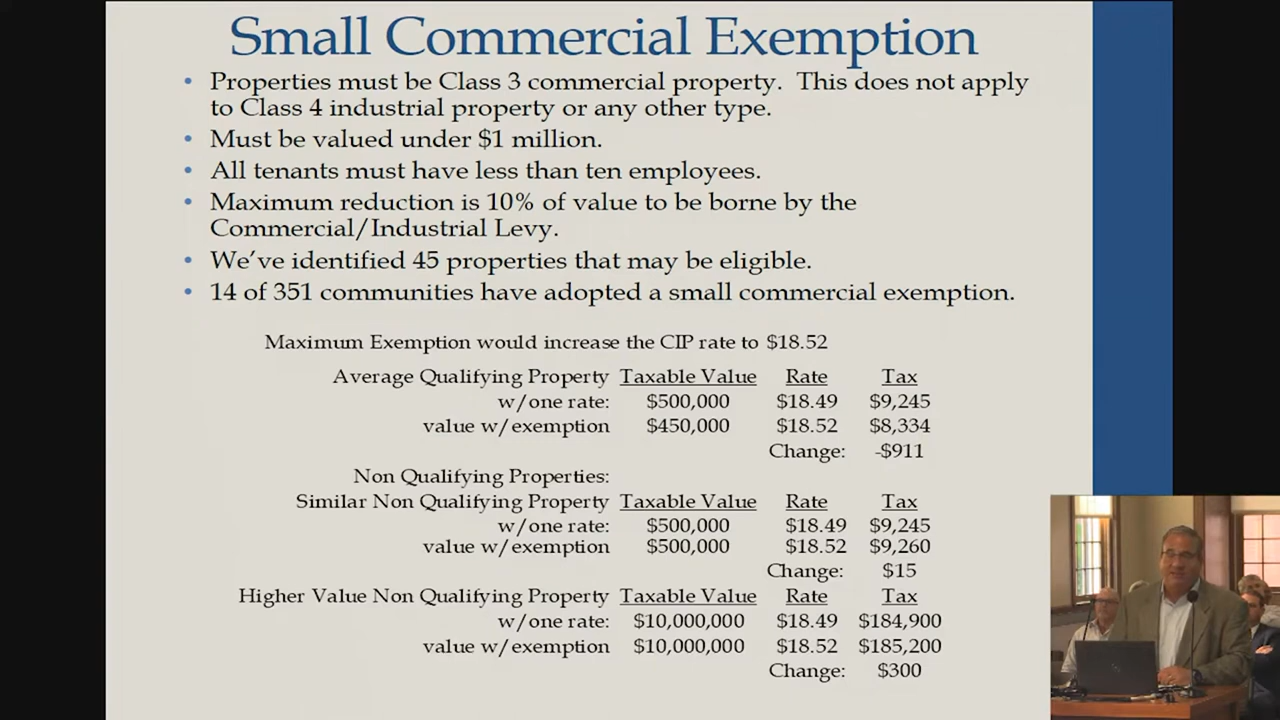 Small Commercial Exemption
• Properties must be Class 3 commercial property. This does not apply
to Class 4 industrial property or any other type.
• Must be valued under $1 million.
• All tenants must have less than ten employees.
• Maximum reduction is 10% of value to be borne by the
Commercial/Industrial Levy.
• We've identified 45 properties that may be eligible.
• 14 of 351 communities have adopted a small commercial exemption.
Maximum Exemption would increase the CIP rate to $18.52
Average Qualifying Property Taxable Value Rate Tax
w/one rate: $500,000 $18.49 $9,245
value w/exemption $450,000 $18.52 $8,334
Change: -$911
Non Qualifying Properties:
Similar Non Qualifying Property Taxable Value Rate Tax
w/one rate: $500,000 $18.49 $9,245
value w/exemption $500,000 $18.52 $9,260
Change: $15
Higher Value Non Qualifying Property Taxable Value Rate Tax
w/one rate: $10,000,000 $18.49 $184,900
value w/exemption $10,000,000 $18.52 $185,200
Change: $300